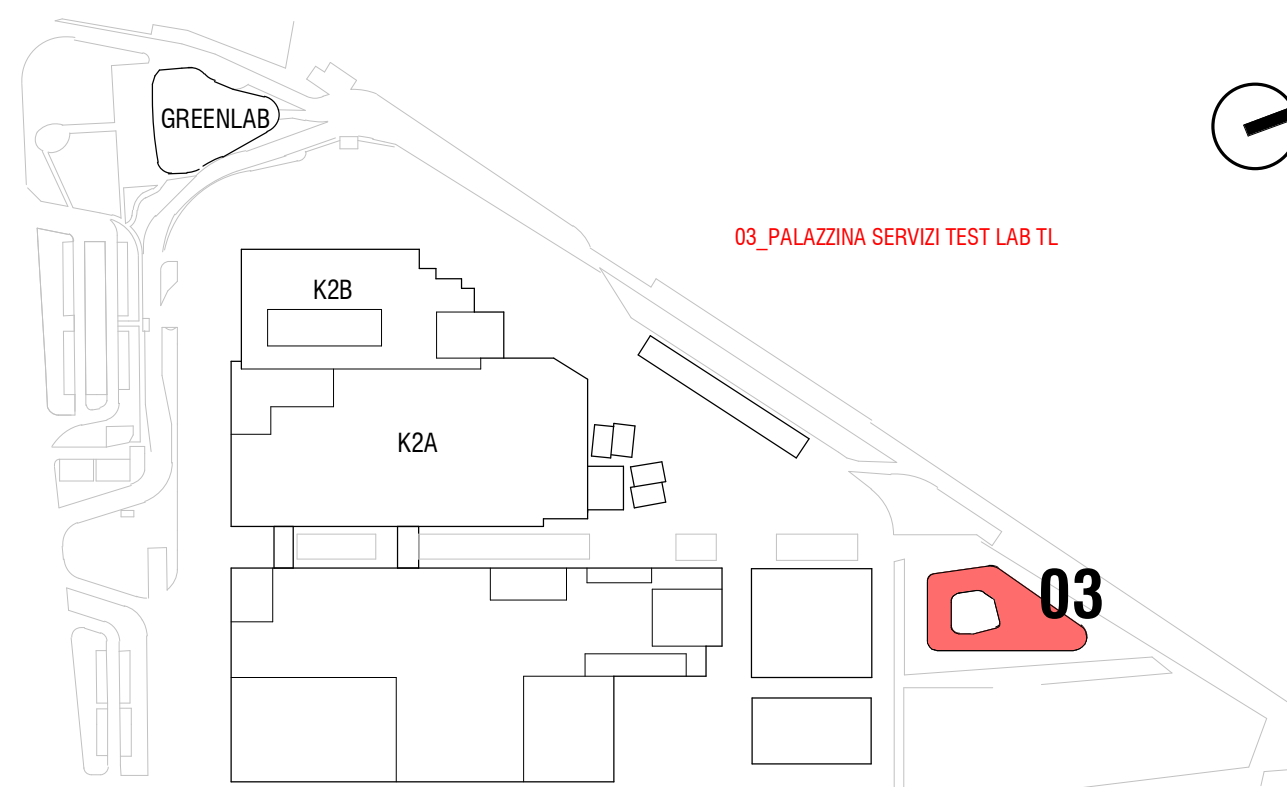 GREENLAB
03_PALAZZINA SERVIZI TEST LAB TL
K2B
K2A
03